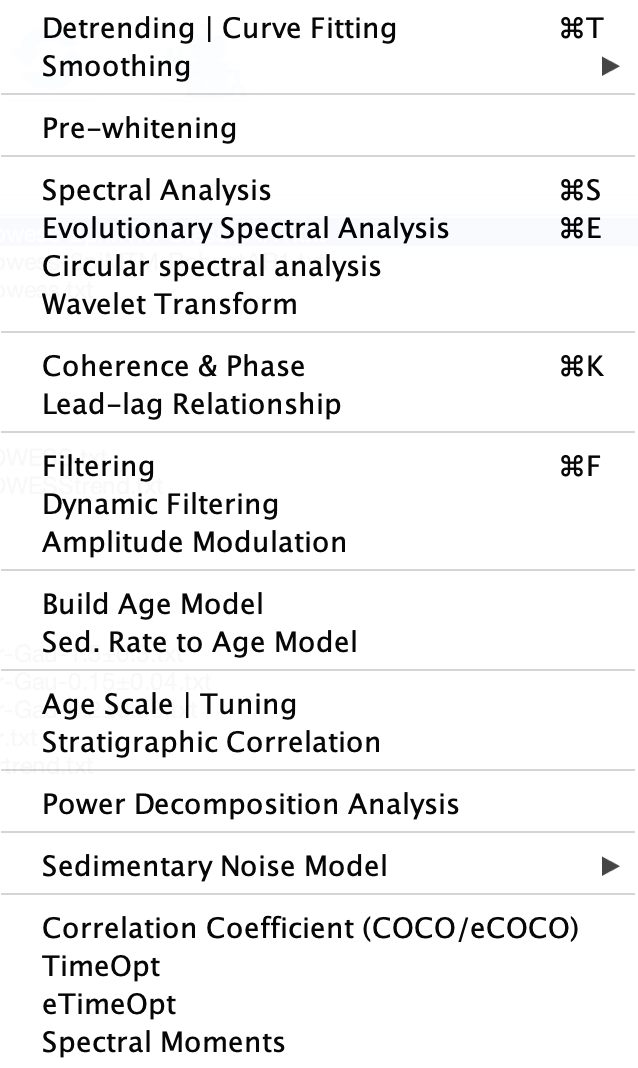 Detrending | Curve Fitting ⌘T
Smoothing ▶
Pre-whitening
Spectral Analysis ⌘S
Evolutionary Spectral Analysis ⌘E
Circular spectral analysis
Wavelet Transform
Coherence & Phase ⌘K
Lead-lag Relationship
Filtering ⌘F
Dynamic Filtering
Amplitude Modulation
Build Age Model
Sed. Rate to Age Model
Age Scale | Tuning
Stratigraphic Correlation
Power Decomposition Analysis
Sedimentary Noise Model ▶
Correlation Coefficient (COCO/eCOCO)
TimeOpt
eTimeOpt
Spectral Moments